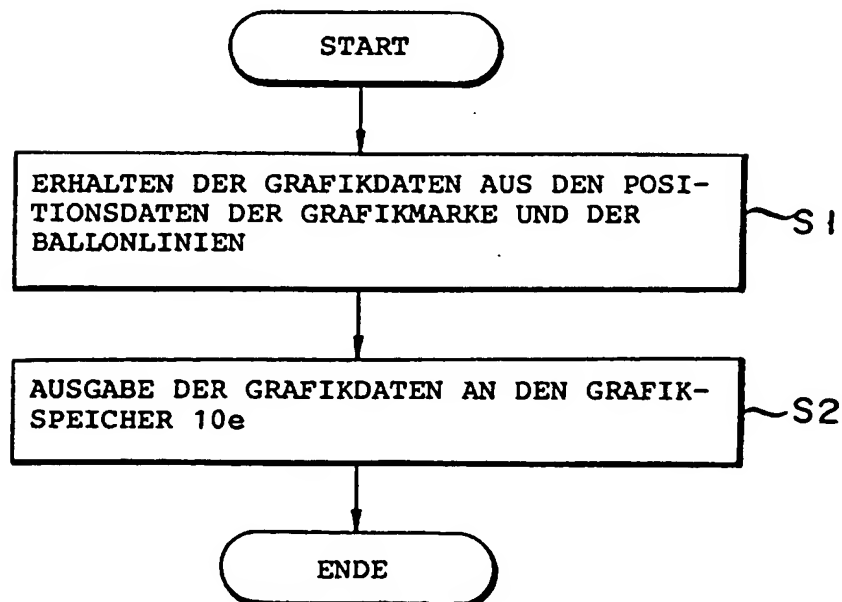 START
ERHALTEN DER GRAFIKDATEN AUS DEN POSI-
TIONSDATEN DER GRAFIKMARKE UND DER
BALLONLINIEN
S1
AUSGABE DER GRAFIKDATEN AN DEN GRAFIK-
SPEICHER 10e
S2
ENDE